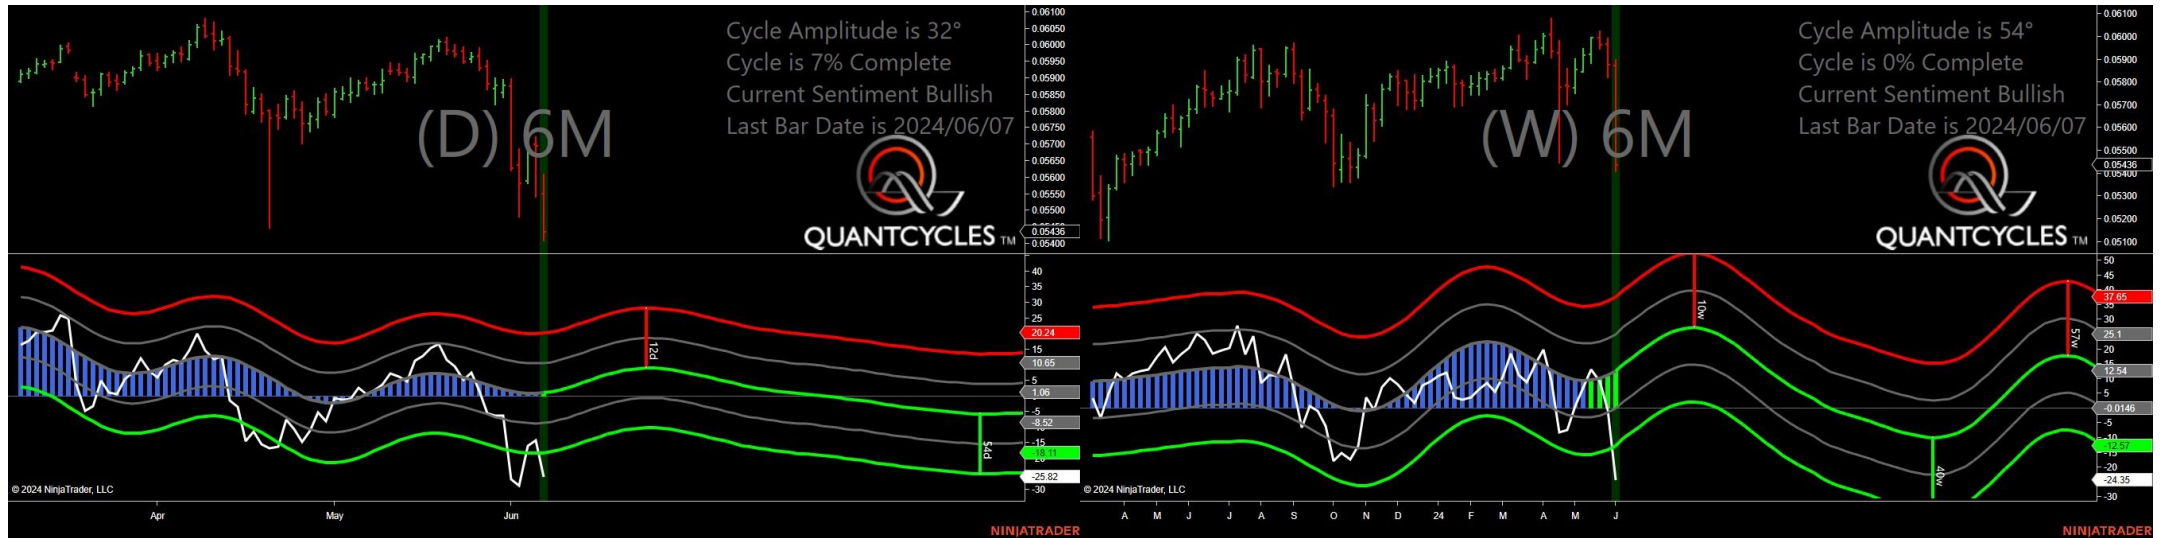 Cycle Amplitude is 32°
Cycle is 7% Complete
Current Sentiment Bullish
Last Bar Date is 2024/06/07
(D) 6M
QUANTCYCLES TM
0.06100
0.06050
0.06000
0.05950
0.05900
0.05850
0.05800
0.05750
0.05700
0.05650
0.05600
0.05550
0.05500
0.05436
0.05400
40
35
30
25
20.24
15
10.65
5
1.06
-5
-8.52
-15
-18.11
-25.82
-30
12d
54d
© 2024 NinjaTrader, LLC
Apr
May
Jun
NINJATRADER
Cycle Amplitude is 54°
Cycle is 0% Complete
Current Sentiment Bullish
Last Bar Date is 2024/06/07
(W) 6M
QUANTCYCLES TM
0.06100
0.06000
0.05900
0.05800
0.05700
0.05600
0.05500
0.05436
0.05400
0.05300
0.05200
0.05100
50
45
37.65
30
25.1
20
12.54
-0.0146
-5
-12.57
-15
-20
-24.35
-30
10w
40w
57w
© 2024 NinjaTrader, LLC
A
M
J
J
A
S
O
N
D
24
F
M
A
M
J
NINJATRADER